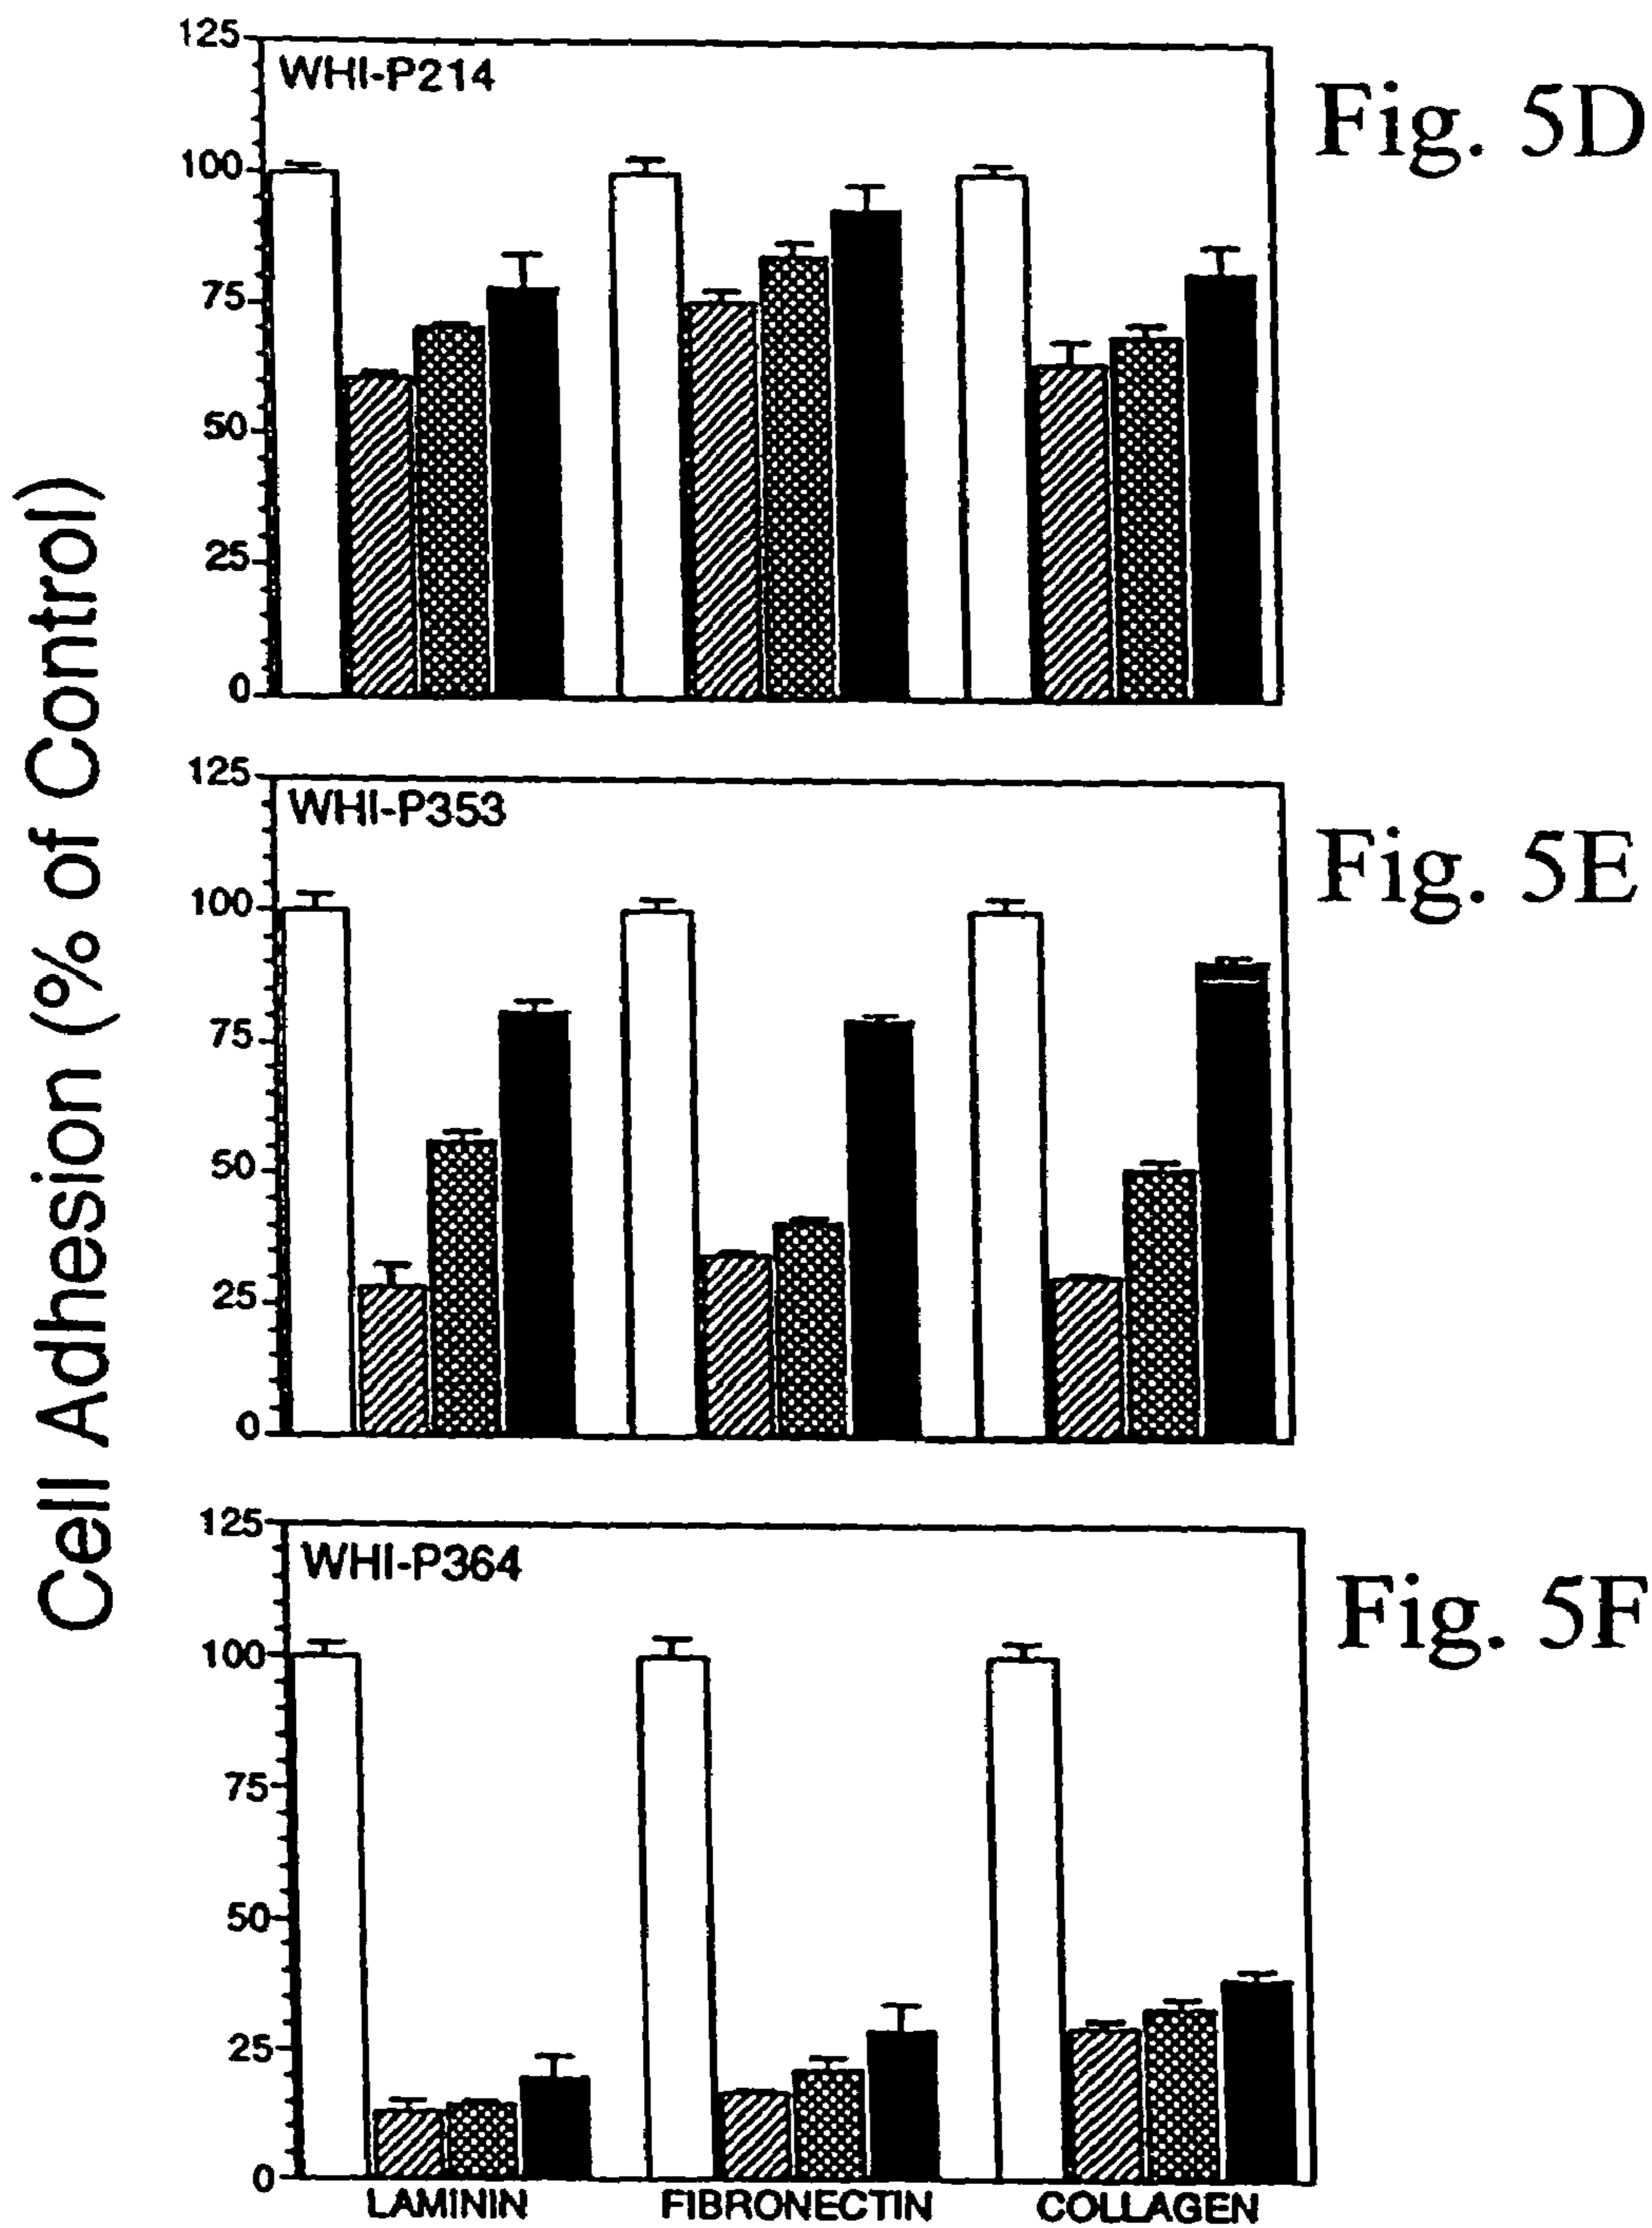 Cell Adhesion (% of Control)
125
WHI-P214
Fig. 5D
100
75
50
25
0
125
WHI-P353
Fig. 5E
100
75
50
25
0
125
WHI-P364
Fig. 5F
100
75
50
25
0
LAMININ FIBRONECTIN COLLAGEN